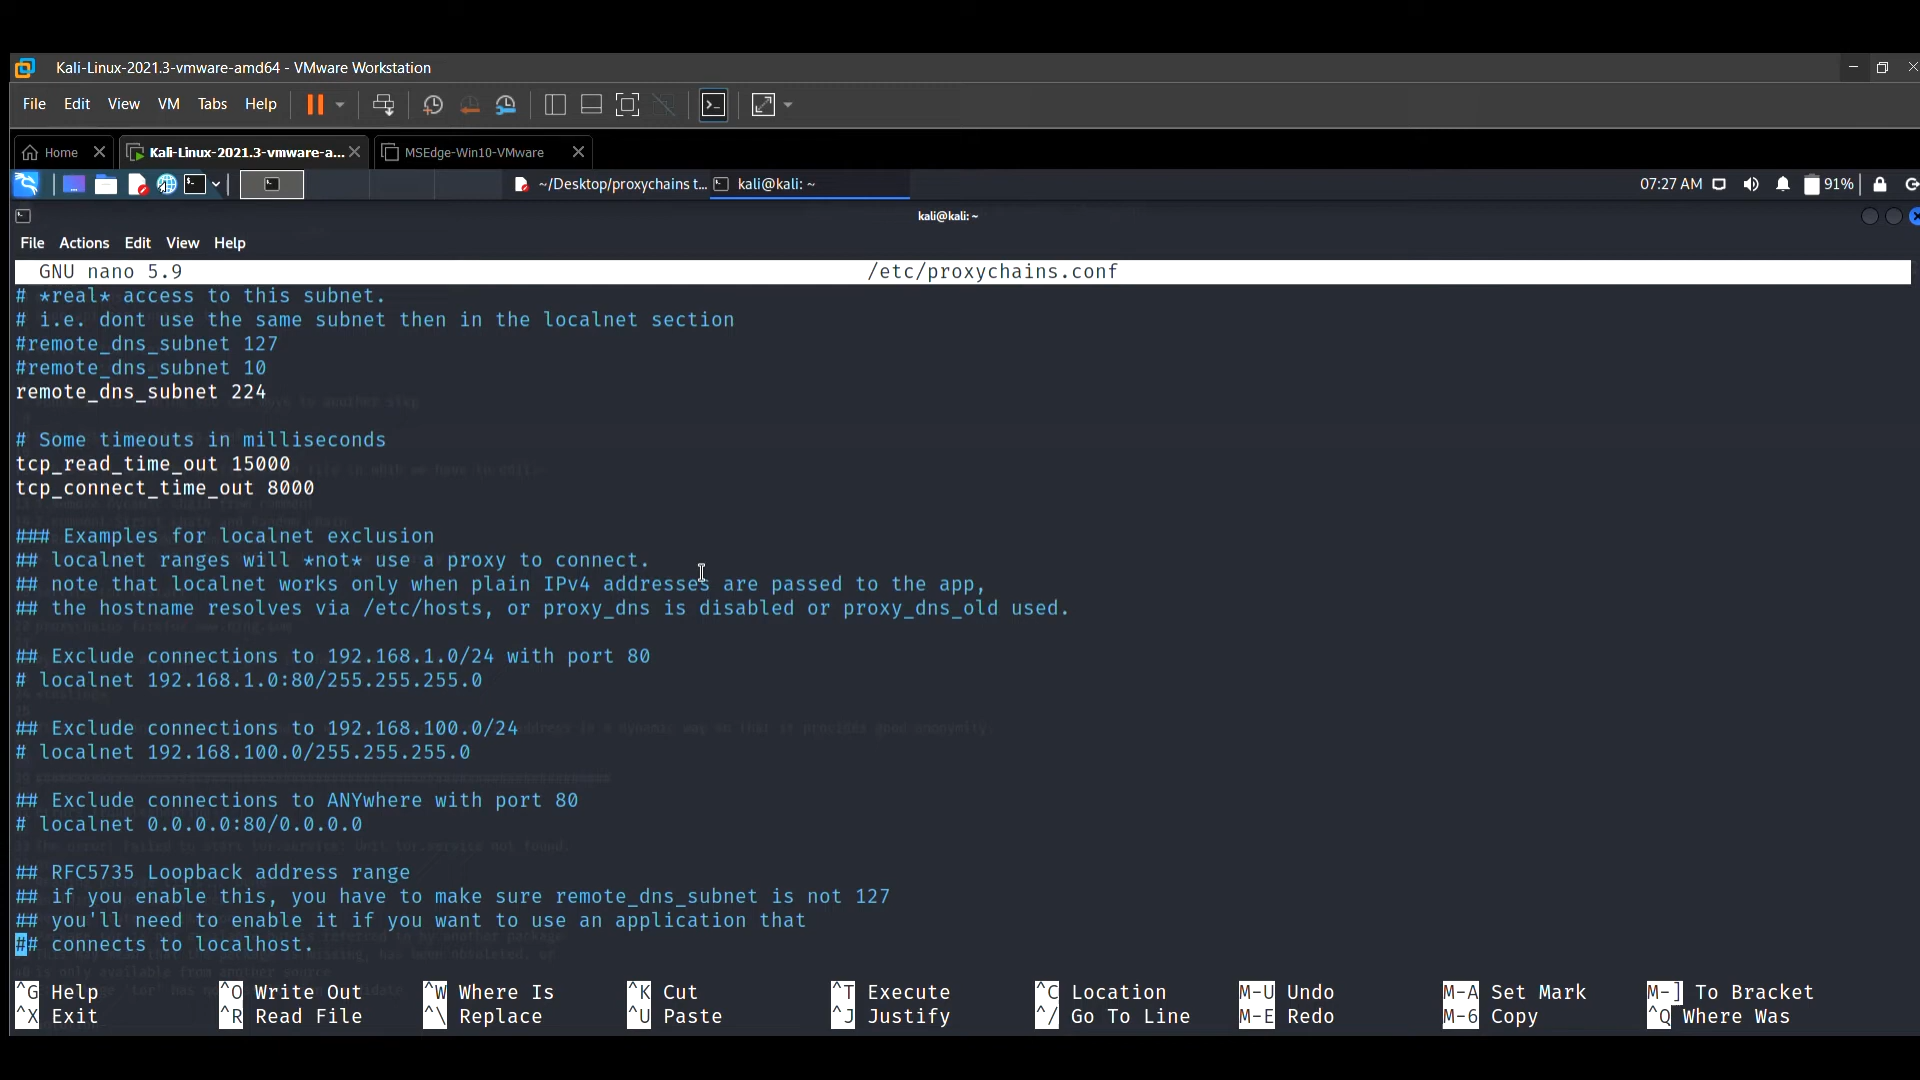 Kali-Linux-2021.3-vmware-amd64 - VMware Workstation
File Edit View VM Tabs Help
Home Kali-Linux-2021.3-vmware-a... MSEdge-Win10-VMware
~/Desktop/proxychains t... kali@kali: ~ 07:27 AM 91%
kali@kali: ~
File Actions Edit View Help
GNU nano 5.9 /etc/proxychains.conf
# *real* access to this subnet.
# i.e. dont use the same subnet then in the localnet section
#remote_dns_subnet 127
#remote_dns_subnet 10
remote_dns_subnet 224
# Some timeouts in milliseconds
tcp_read_time_out 15000
tcp_connect_time_out 8000
### Examples for localnet exclusion
## localnet ranges will *not* use a proxy to connect.
## note that localnet works only when plain IPv4 addresses are passed to the app,
## the hostname resolves via /etc/hosts, or proxy_dns is disabled or proxy_dns_old used.
## Exclude connections to 192.168.1.0/24 with port 80
# localnet 192.168.1.0:80/255.255.255.0
## Exclude connections to 192.168.100.0/24
# localnet 192.168.100.0/255.255.255.0
## Exclude connections to ANYwhere with port 80
# localnet 0.0.0.0:80/0.0.0.0
## RFC5735 Loopback address range
## if you enable this, you have to make sure remote_dns_subnet is not 127
## you'll need to enable it if you want to use an application that
## connects to localhost.
^G Help ^O Write Out ^W Where Is ^K Cut ^T Execute ^C Location M-U Undo M-A Set Mark M-] To Bracket
^X Exit ^R Read File ^\ Replace ^U Paste ^J Justify ^/ Go To Line M-E Redo M-6 Copy ^Q Where Was